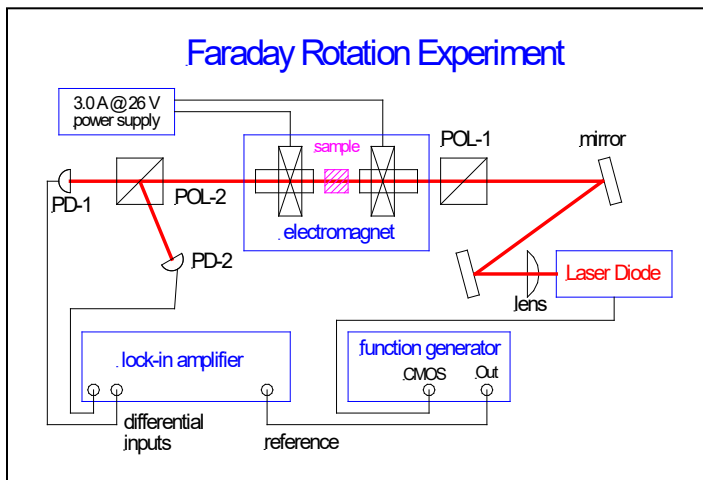 Faraday Rotation Experiment
3.0 A @ 26 V
power supply
sample
POL-1
mirror
PD-1
POL-2
electromagnet
PD-2
Laser Diode
lens
lock-in amplifier
function generator
CMOS
Out
differential
inputs
reference